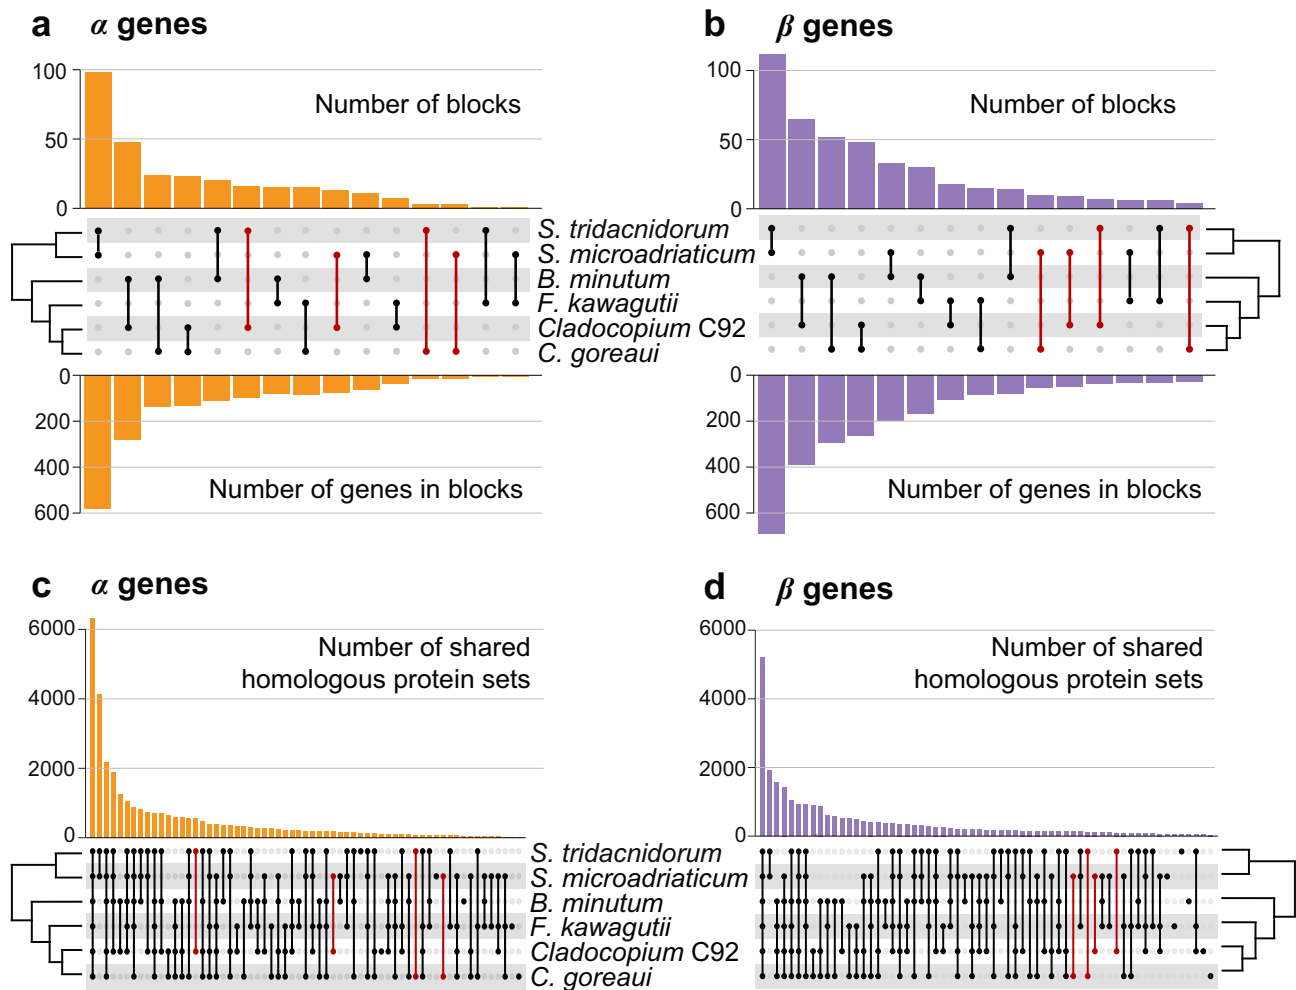 a α genes
100
50
0
Number of blocks
S. tridacnidorum
S. microadriaticum
B. minutum
F. kawagutii
Cladocopium C92
C. goreaui
0
200
400
600
Number of genes in blocks
b β genes
100
50
0
Number of blocks
0
200
400
600
Number of genes in blocks
c α genes
6000
4000
2000
0
Number of shared
homologous protein sets
S. tridacnidorum
S. microadriaticum
B. minutum
F. kawagutii
Cladocopium C92
C. goreaui
d β genes
6000
4000
2000
0
Number of shared
homologous protein sets